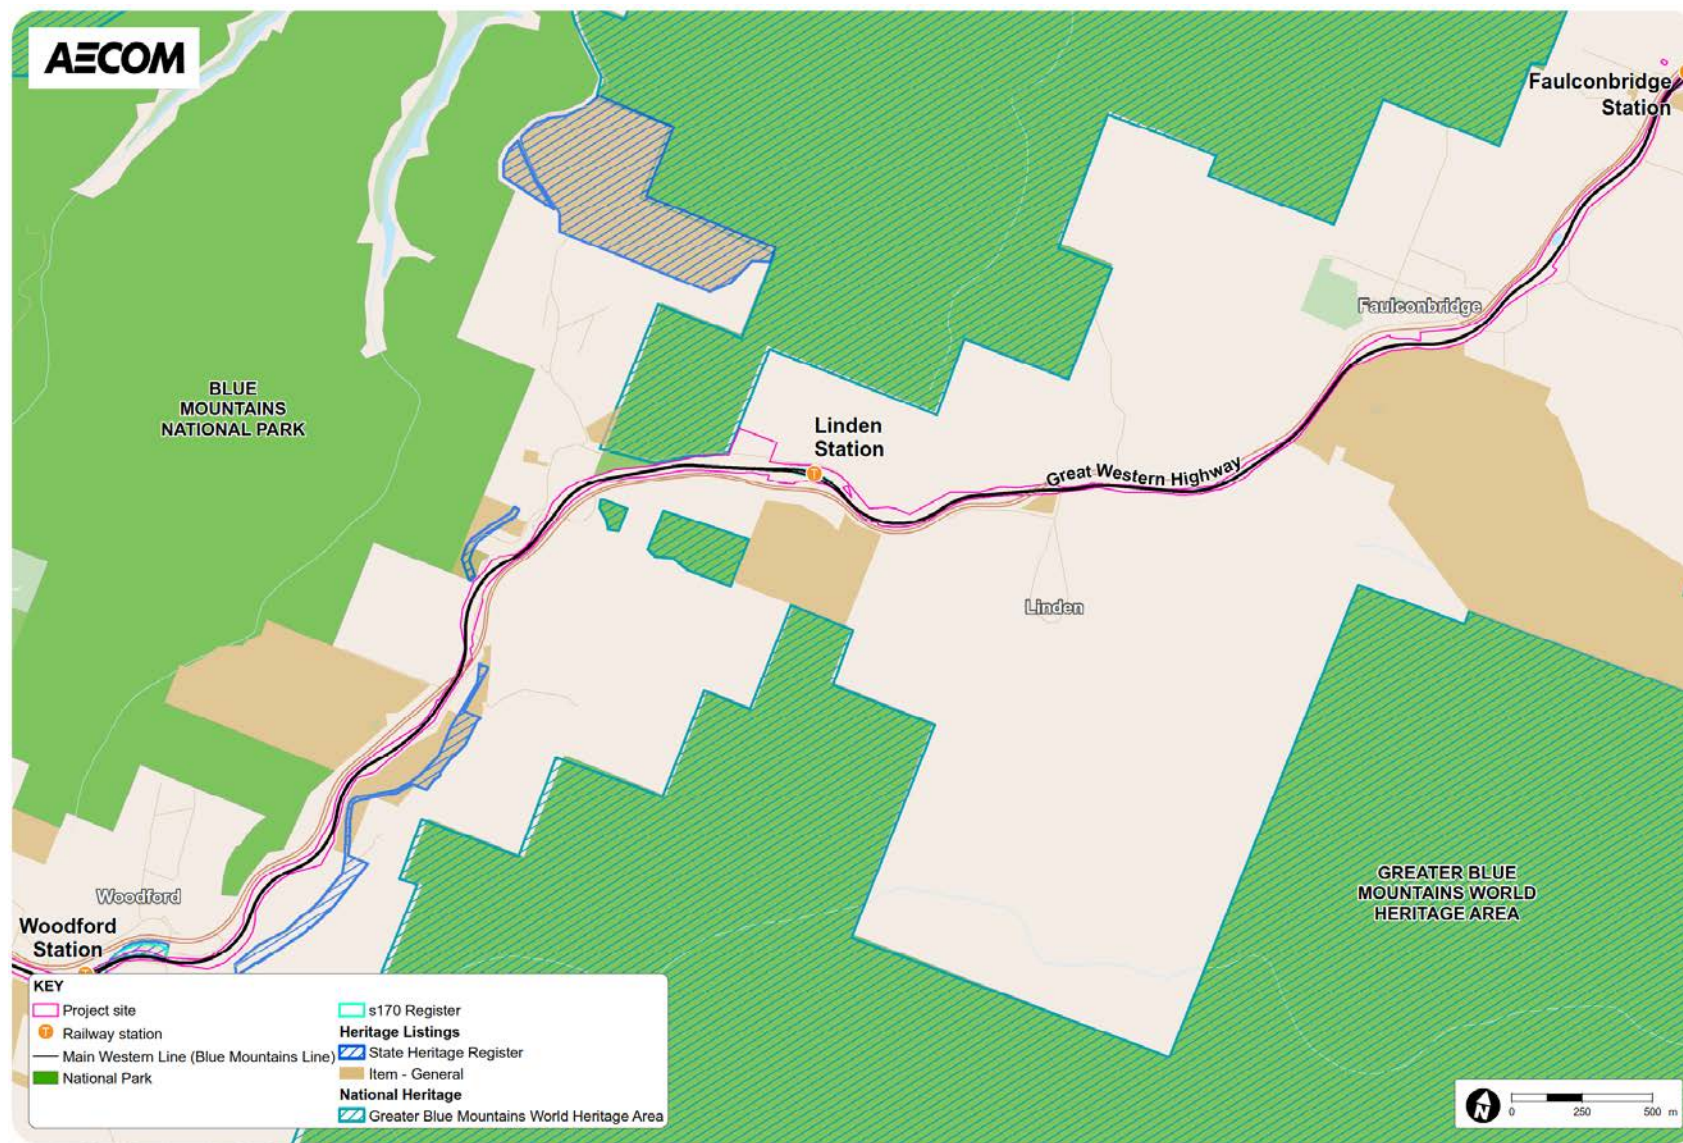 AECOM
Faulconbridge
Station
Faulconbridge
BLUE
MOUNTAINS
NATIONAL PARK
Linden
Station
Great Western Highway
Linden
Woodford
Woodford
Station
GREATER BLUE
MOUNTAINS WORLD
HERITAGE AREA
KEY
Project site
Railway station
Main Western Line (Blue Mountains Line)
National Park
s170 Register
Heritage Listings
State Heritage Register
Item - General
National Heritage
Greater Blue Mountains World Heritage Area
N
0 250 500 m